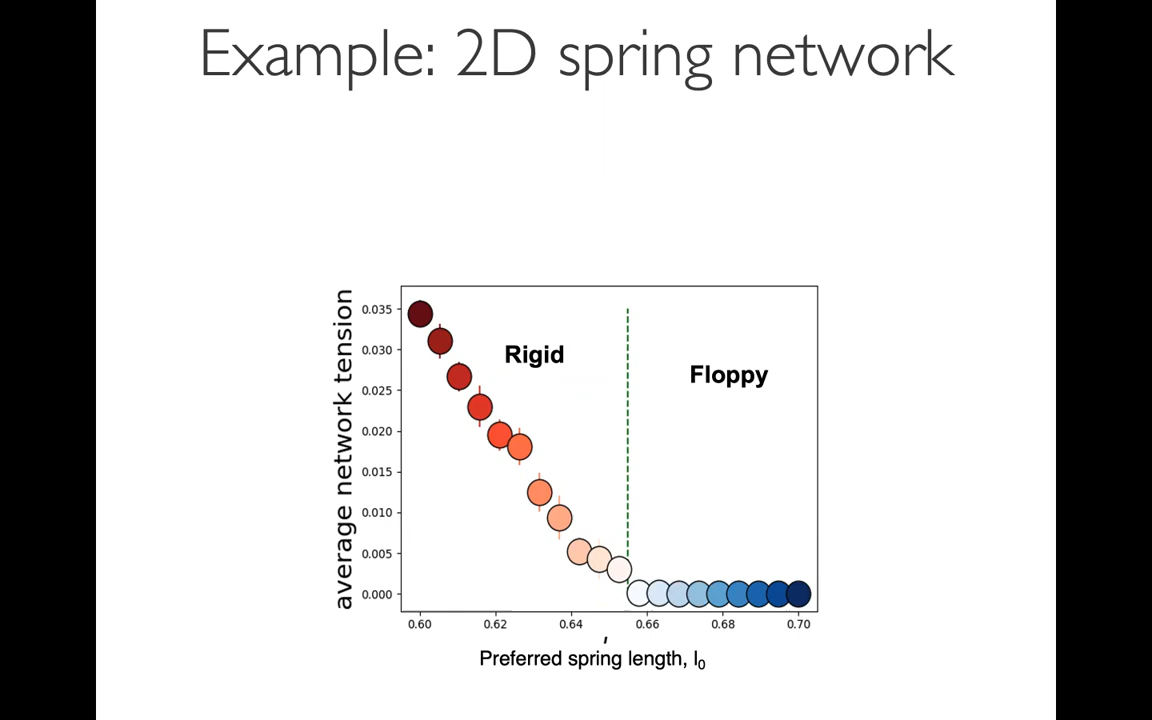 Example: 2D spring network
average network tension
0.035
0.030
0.025
0.020
0.015
0.010
0.005
0.000
Rigid
Floppy
0.60 0.62 0.64 0.66 0.68 0.70
Preferred spring length, l₀